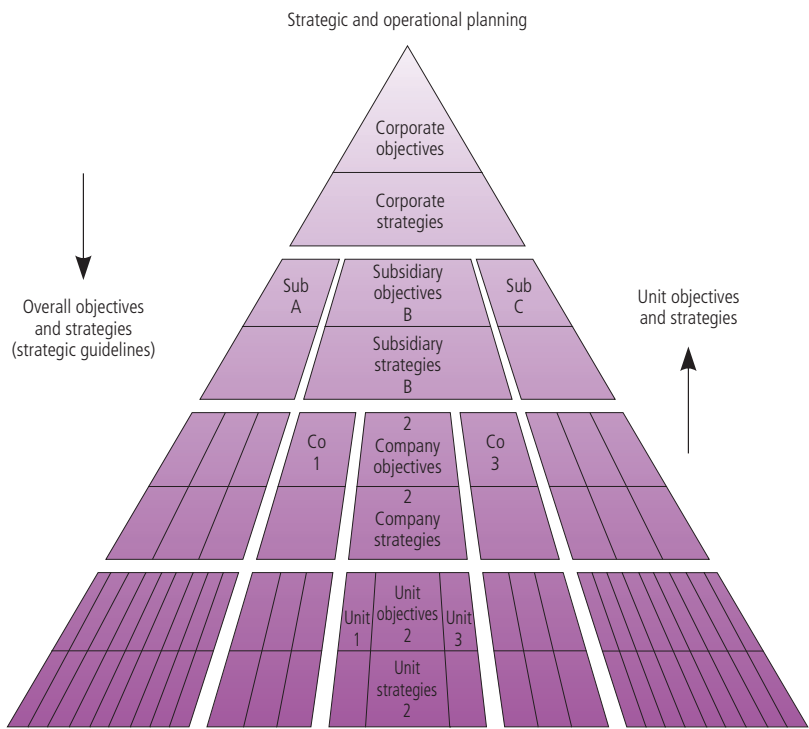 Strategic and operational planning
Corporate
objectives
Corporate
strategies
Overall objectives
and strategies
(strategic guidelines)
Sub
A
Subsidiary
objectives
B
Sub
C
Subsidiary
strategies
B
Unit objectives
and strategies
Co
1
2
Company
objectives
Co
3
2
Company
strategies
Unit
1
Unit
objectives
2
Unit
3
Unit
strategies
2